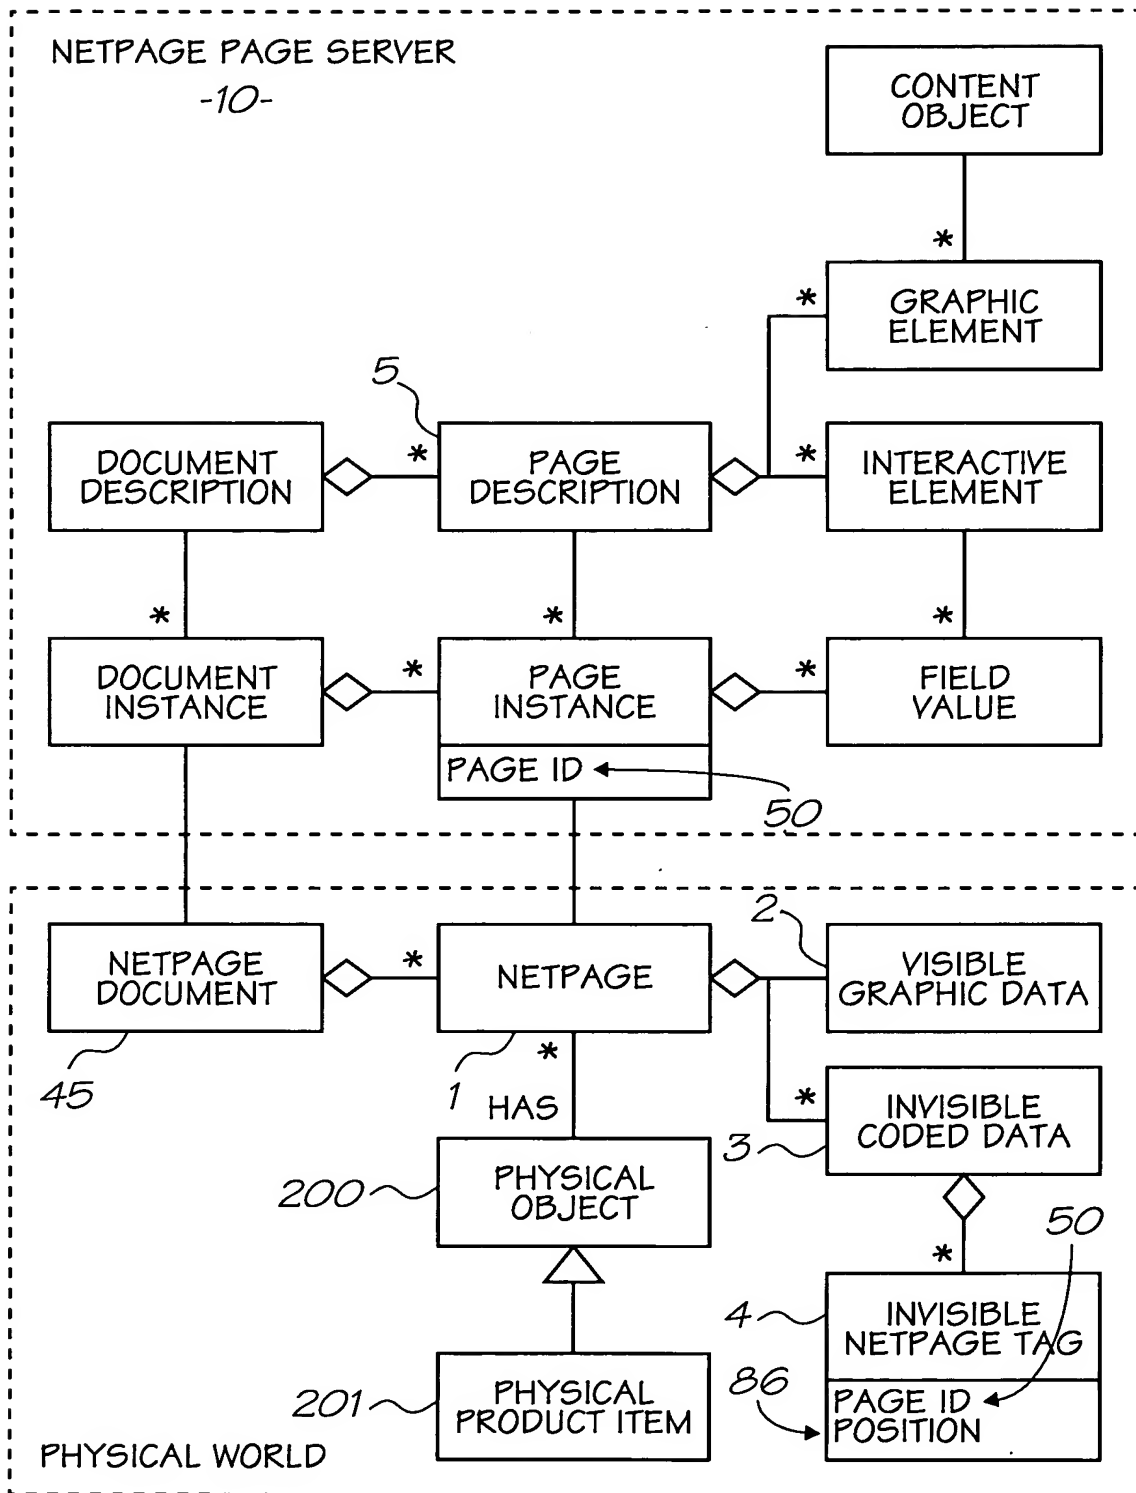 NETPAGE PAGE SERVER
-10-
CONTENT
OBJECT
*
*
GRAPHIC
ELEMENT
5
DOCUMENT
DESCRIPTION
*
PAGE
DESCRIPTION
*
INTERACTIVE
ELEMENT
*
*
*
DOCUMENT
INSTANCE
*
PAGE
INSTANCE
*
FIELD
VALUE
PAGE ID
50
2
NETPAGE
DOCUMENT
*
NETPAGE
VISIBLE
GRAPHIC DATA
45
1
*
HAS
*
3
INVISIBLE
CODED DATA
200
PHYSICAL
OBJECT
50
*
4
INVISIBLE
NETPAGE TAG
86
PAGE ID
POSITION
201
PHYSICAL
PRODUCT ITEM
PHYSICAL WORLD